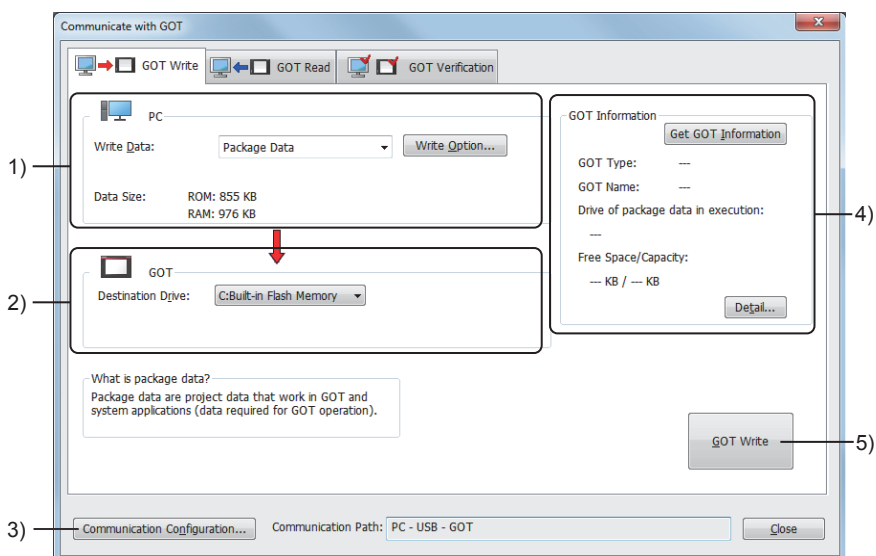 Communicate with GOT
GOT Write
GOT Read
GOT Verification
1)
PC
Write Data:
Package Data
Write Option...
Data Size:
ROM: 855 KB
RAM: 976 KB
2)
GOT
Destination Drive:
C:Built-in Flash Memory
GOT Information
Get GOT Information
GOT Type:
---
GOT Name:
---
Drive of package data in execution:
---
Free Space/Capacity:
--- KB / --- KB
Detail...
4)
What is package data?
Package data are project data that work in GOT and
system applications (data required for GOT operation).
GOT Write
5)
3)
Communication Configuration...
Communication Path:
PC - USB - GOT
Close